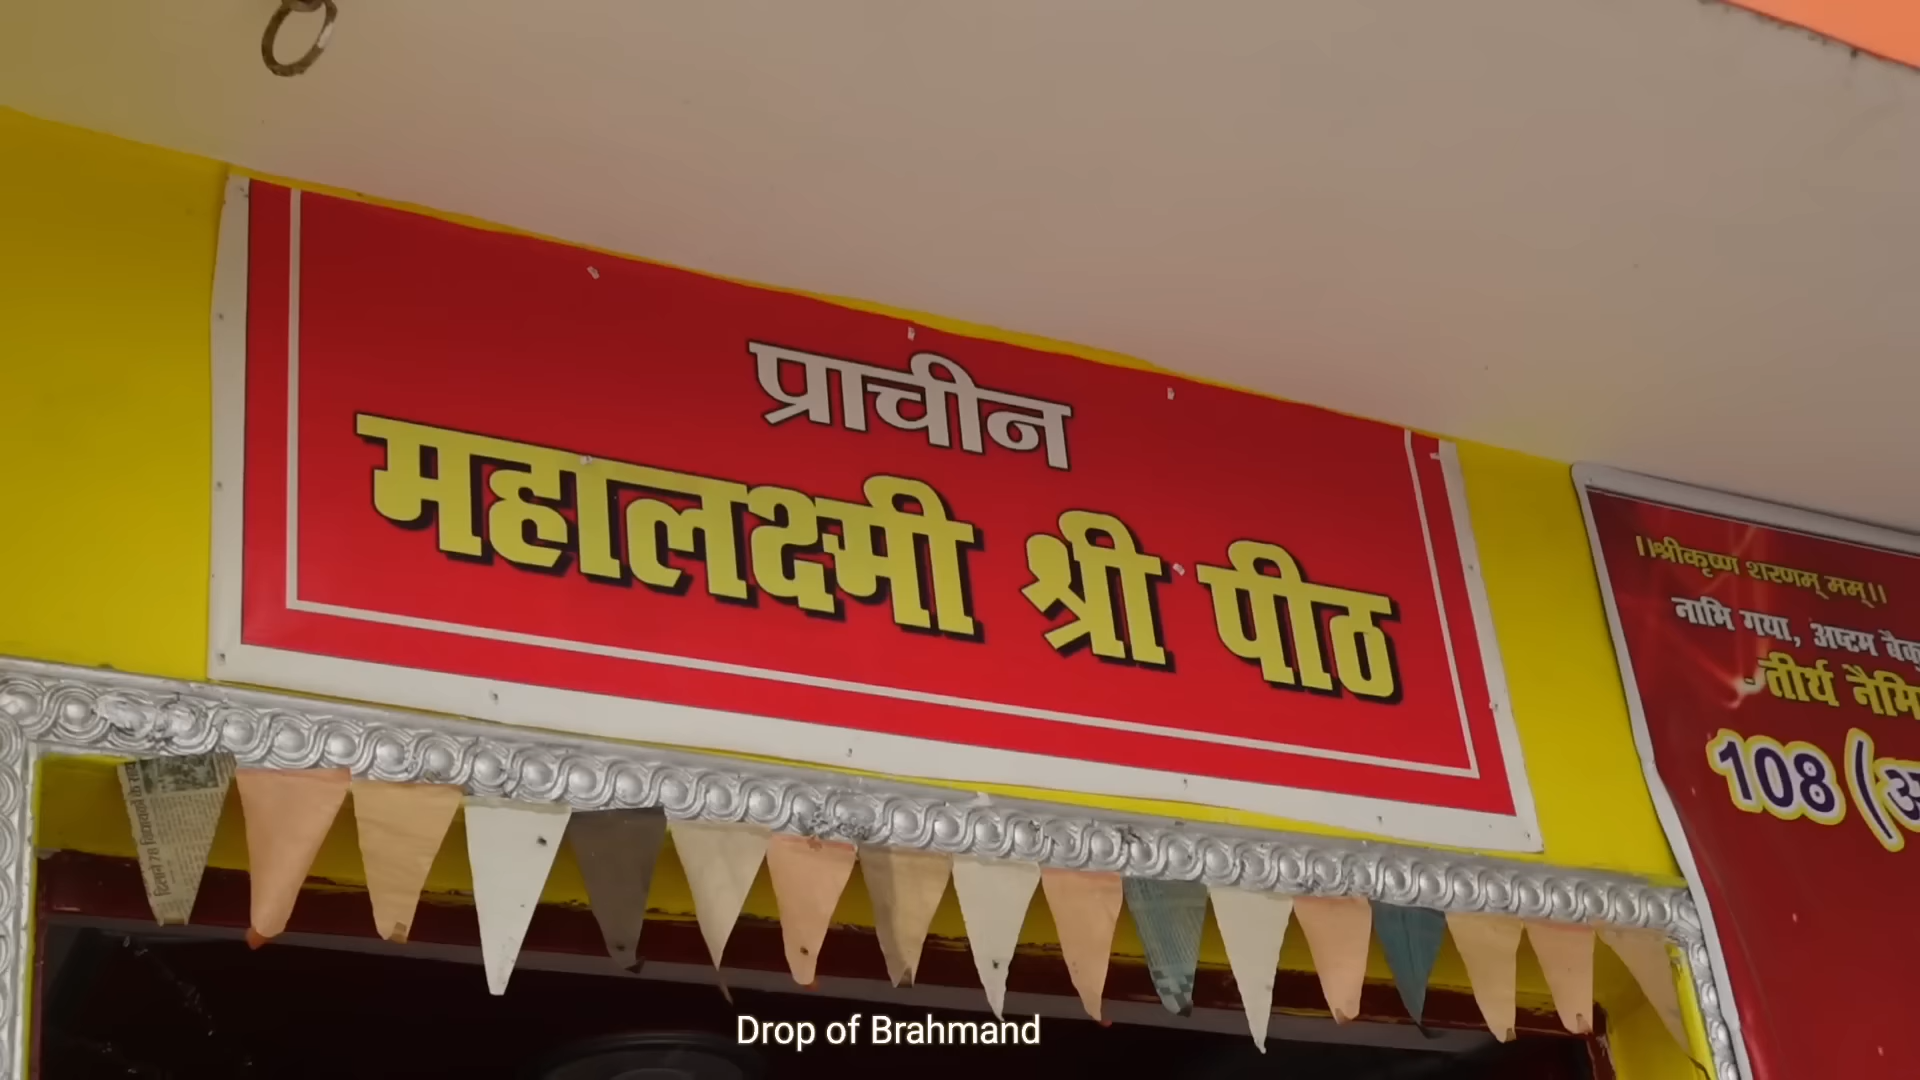 प्राचीन
महालक्ष्मी श्री पीठ
।।श्रीकृष्ण शरणम् मम्।।
नाभि गया, अष्टम
तीर्थ
108
Drop of Brahmand